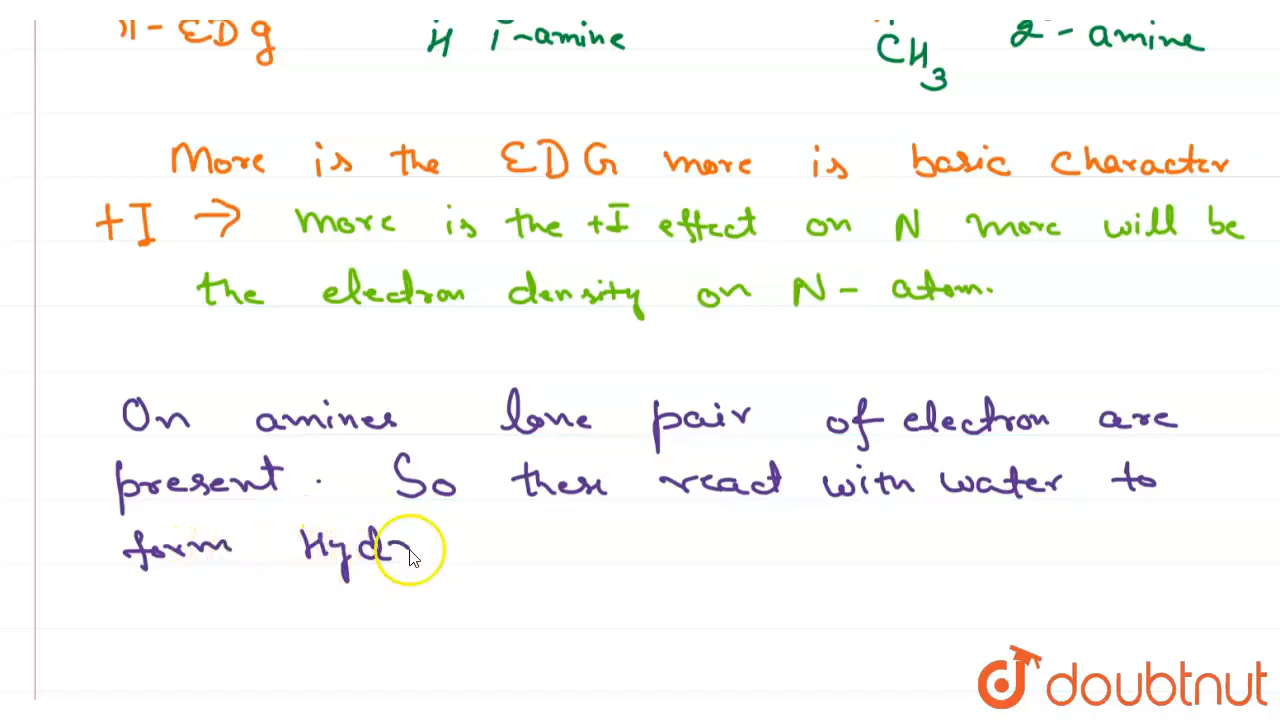 EDg H 1-amine CH3 2°- amine
More is the EDG more is basic character
+I → more is the +I effect on N more will be
the electron density on N- atom.
On amines lone pair of electron are
present. So these react with water to
form Hyd
doubtnut